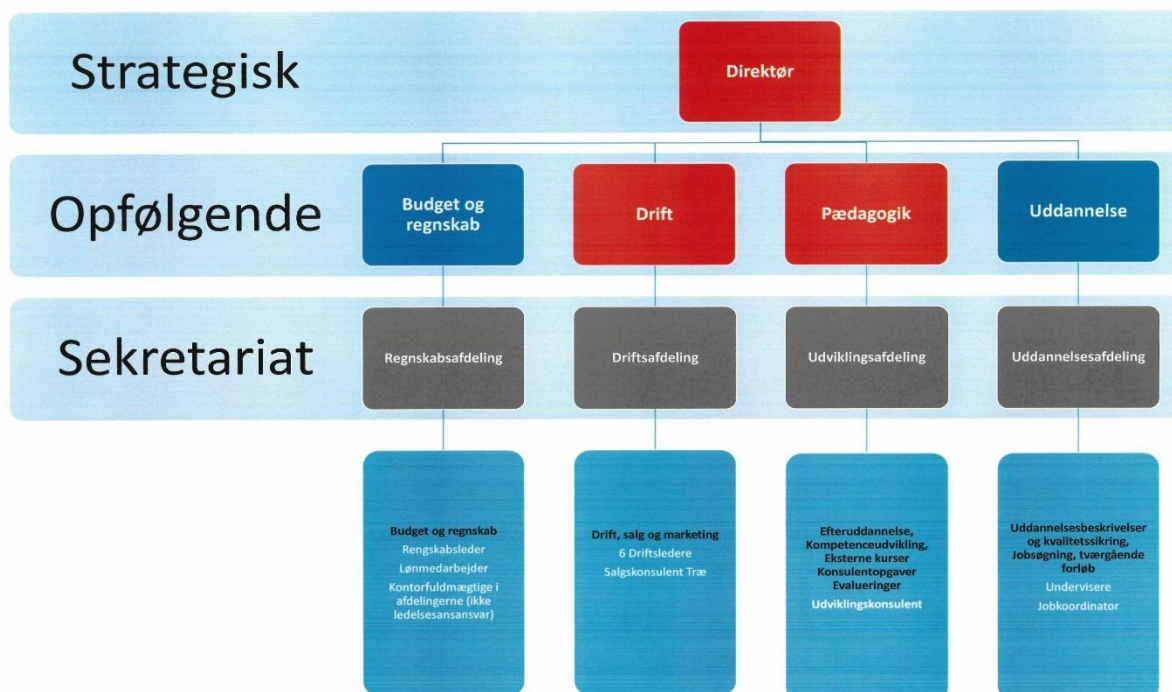 Strategisk
Direktør
Opfølgende
Budget og
regnskab
Drift
Pædagogik
Uddannelse
Sekretariat
Regnskabsafdeling
Driftsafdeling
Udviklingsafdeling
Uddannelsesafdeling
Budget og regnskab
Rengskabsleder
Lønmedarbejder
Kontorfuldmægtige i
afdelingerne (ikke
ledelsesansansvar)
Drift, salg og marketing
6 Driftsledere
Salgskonsulent Træ
Efteruddannelse,
Kompetenceudvikling,
Eksterne kurser
Konsulentopgaver
Evalueringer
Udviklingskonsulent
Uddannelsesbeskrivelser
og kvalitetssikring,
Jobsøgning, tværgående
forløb
Undervisere
Jobkoordinator